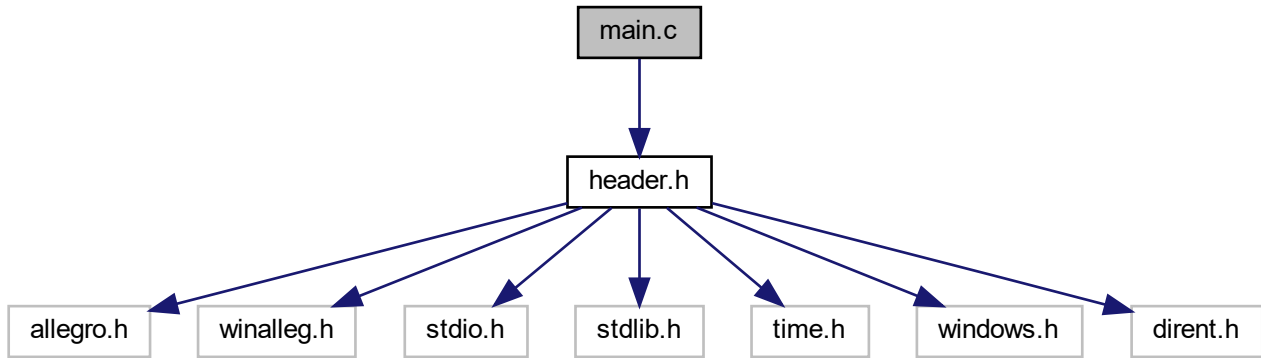 main.c
header.h
allegro.h
winalleg.h
stdio.h
stdlib.h
time.h
windows.h
dirent.h